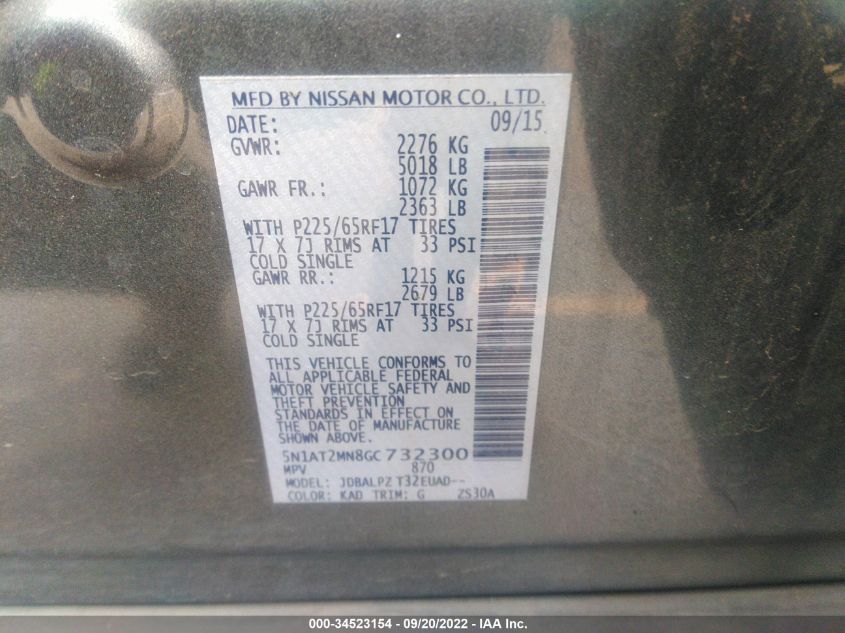 MFD BY NISSAN MOTOR CO., LTD.
DATE: 09/15
GVWR: 2276 KG
5018 LB
GAWR FR.: 1072 KG
2363 LB
WITH P225/65RF17 TIRES
17 X 7J RIMS AT 33 PSI
COLD SINGLE
GAWR RR.: 1215 KG
2679 LB
WITH P225/65RF17 TIRES
17 X 7J RIMS AT 33 PSI
COLD SINGLE
THIS VEHICLE CONFORMS TO
ALL APPLICABLE FEDERAL
MOTOR VEHICLE SAFETY AND
THEFT PREVENTION
STANDARDS IN EFFECT ON
THE DATE OF MANUFACTURE
SHOWN ABOVE.
5N1AT2MN8GC732300
MPV 870
MODEL: JDBALPZ T32EUAD--
COLOR: KAD TRIM: G ZS30A
000-34523154 - 09/20/2022 - IAA Inc.